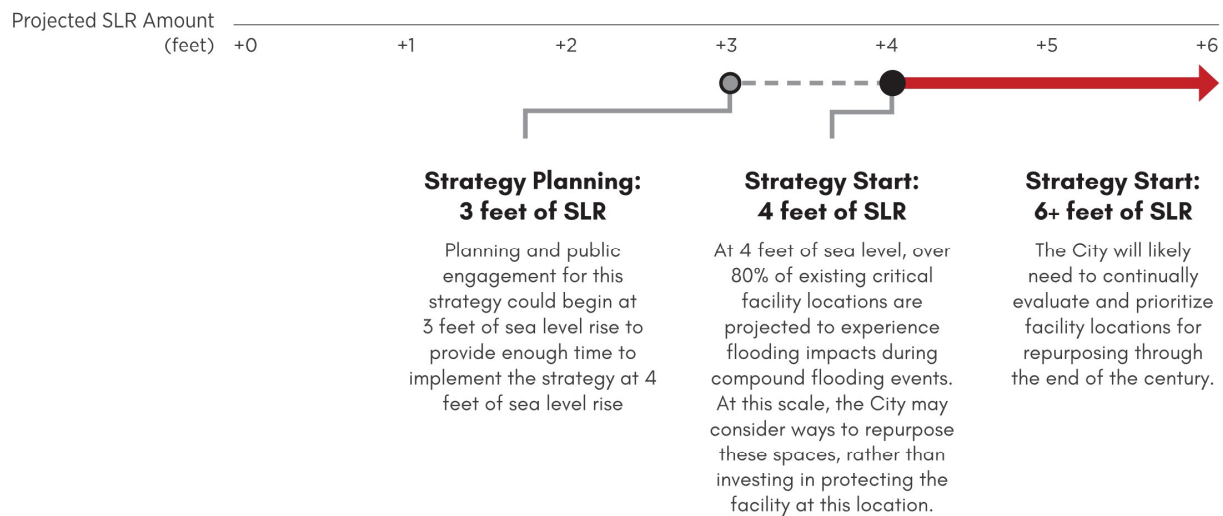 Projected SLR Amount
(feet) +0 +1 +2 +3 +4 +5 +6
Strategy Planning:
3 feet of SLR
Planning and public
engagement for this
strategy could begin at
3 feet of sea level rise to
provide enough time to
implement the strategy at 4
feet of sea level rise
Strategy Start:
4 feet of SLR
At 4 feet of sea level, over
80% of existing critical
facility locations are
projected to experience
flooding impacts during
compound flooding events.
At this scale, the City may
consider ways to repurpose
these spaces, rather than
investing in protecting the
facility at this location.
Strategy Start:
6+ feet of SLR
The City will likely
need to continually
evaluate and prioritize
facility locations for
repurposing through
the end of the century.